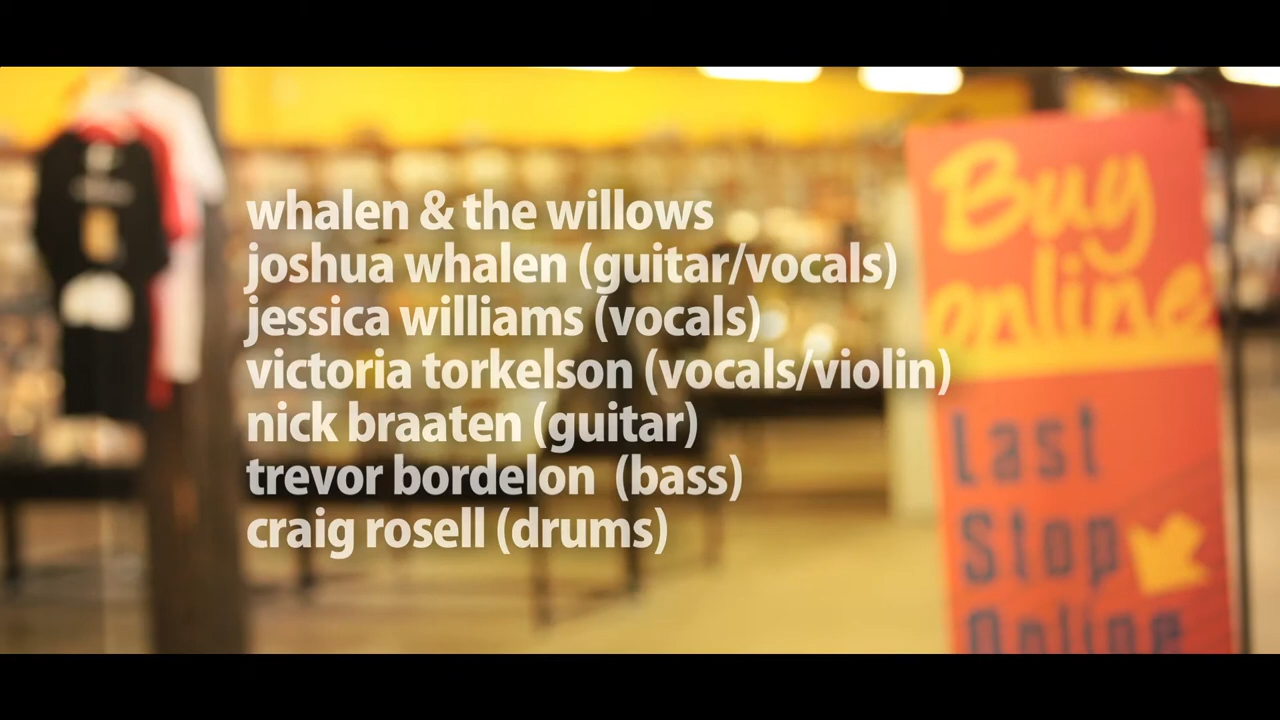 whalen & the willows
joshua whalen (guitar/vocals)
jessica williams (vocals)
victoria torkelson (vocals/violin)
nick braaten (guitar)
trevor bordelon  (bass)
craig rosell (drums)
Buy
online
Last
Stop
Online